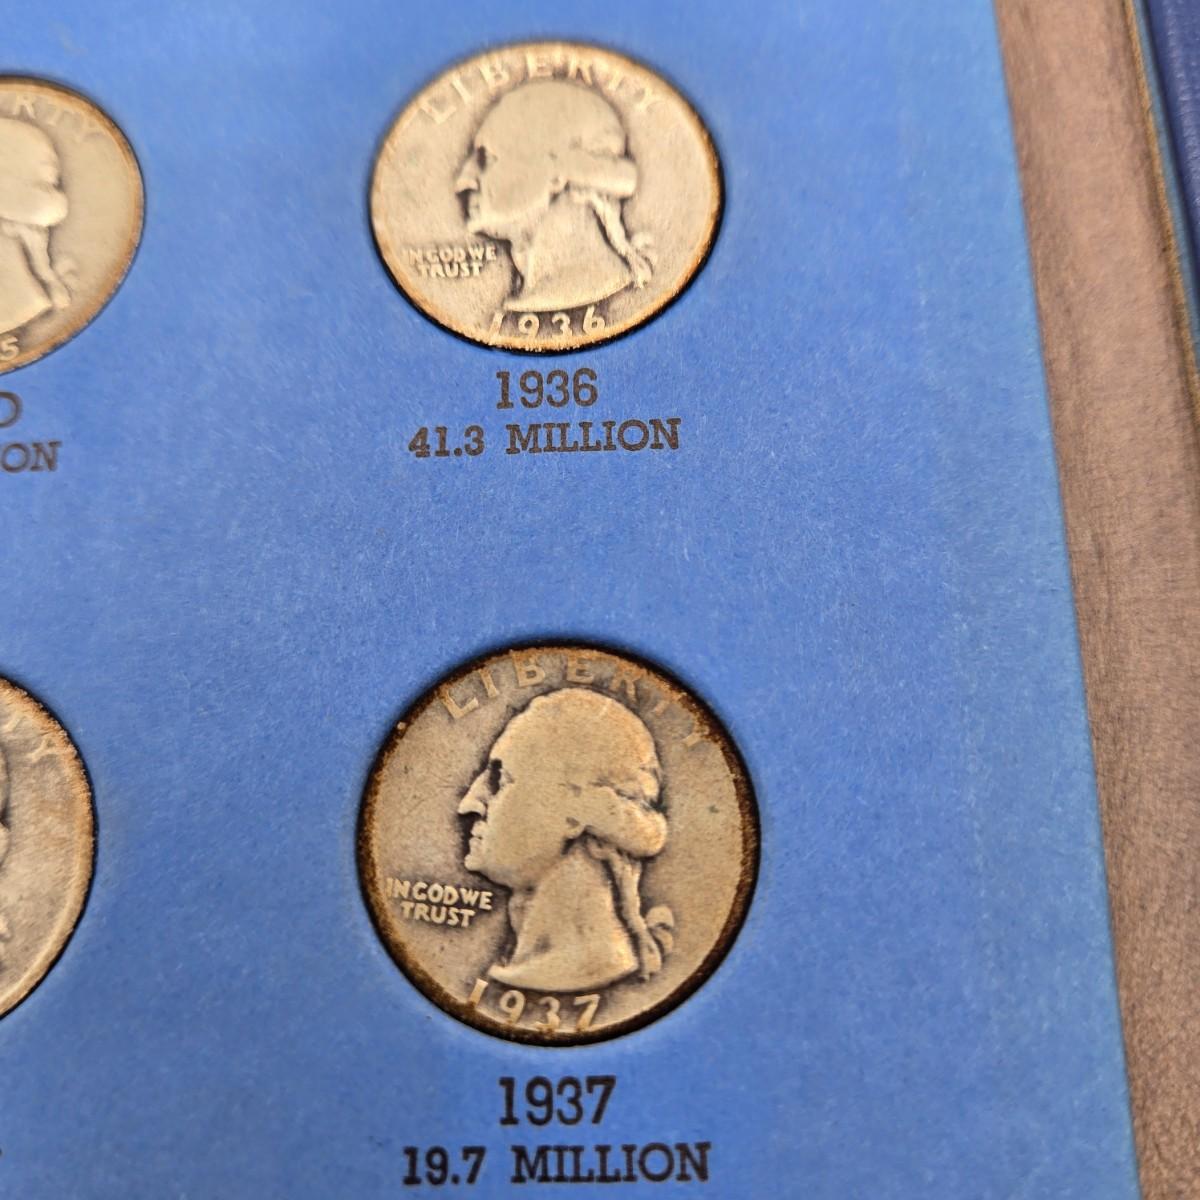 LIBERTY
IN GOD WE
TRUST
1936
1936
41.3 MILLION
LIBERTY
IN GOD WE
TRUST
1937
1937
19.7 MILLION